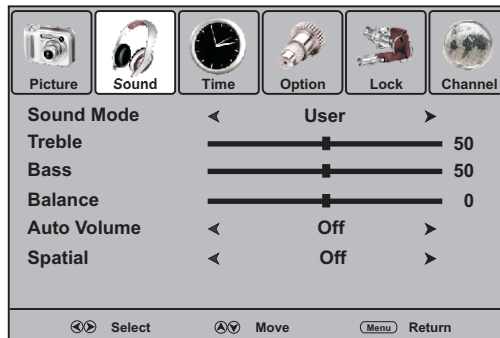 Picture Sound Time Option Lock Channel
Sound Mode User
Treble 50
Bass 50
Balance 0
Auto Volume Off
Spatial Off
Select Move Menu Return